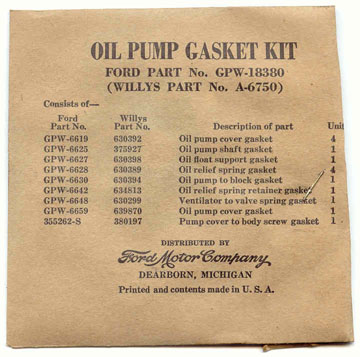 OIL PUMP GASKET KIT
FORD PART No. GPW-18380
(WILLYS PART No. A-6750)
Consists of—
Ford Part No. Willys Part No. Description of part Unit
GPW-6619 630392 Oil pump cover gasket 4
GPW-6625 375927 Oil pump shaft gasket 1
GPW-6627 630398 Oil float support gasket 1
GPW-6628 630389 Oil relief spring gasket 4
GPW-6630 630394 Oil pump to block gasket 1
GPW-6642 634813 Oil relief spring retainer gasket 1
GPW-6648 630299 Ventilator to valve spring gasket 1
GPW-6659 639870 Oil pump cover gasket 1
355262-S 380197 Pump cover to body screw gasket 1
DISTRIBUTED BY
Ford Motor Company
DEARBORN, MICHIGAN
Printed and contents made in U. S. A.